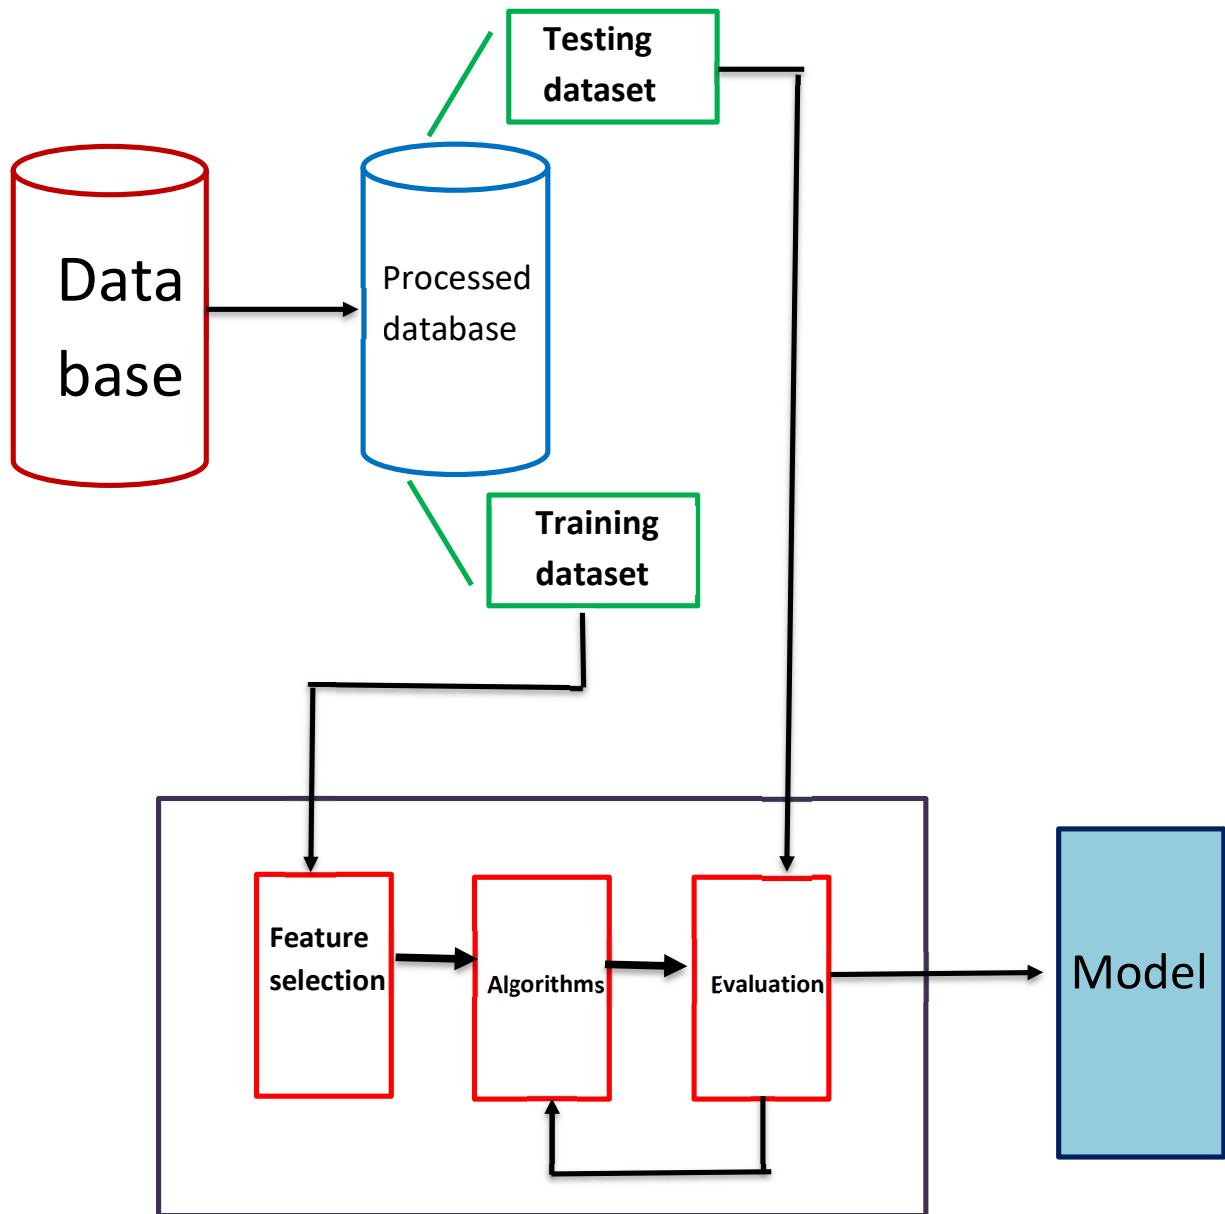 Testing
dataset
Data
base
Processed
database
Training
dataset
Feature
selection
Algorithms
Evaluation
Model